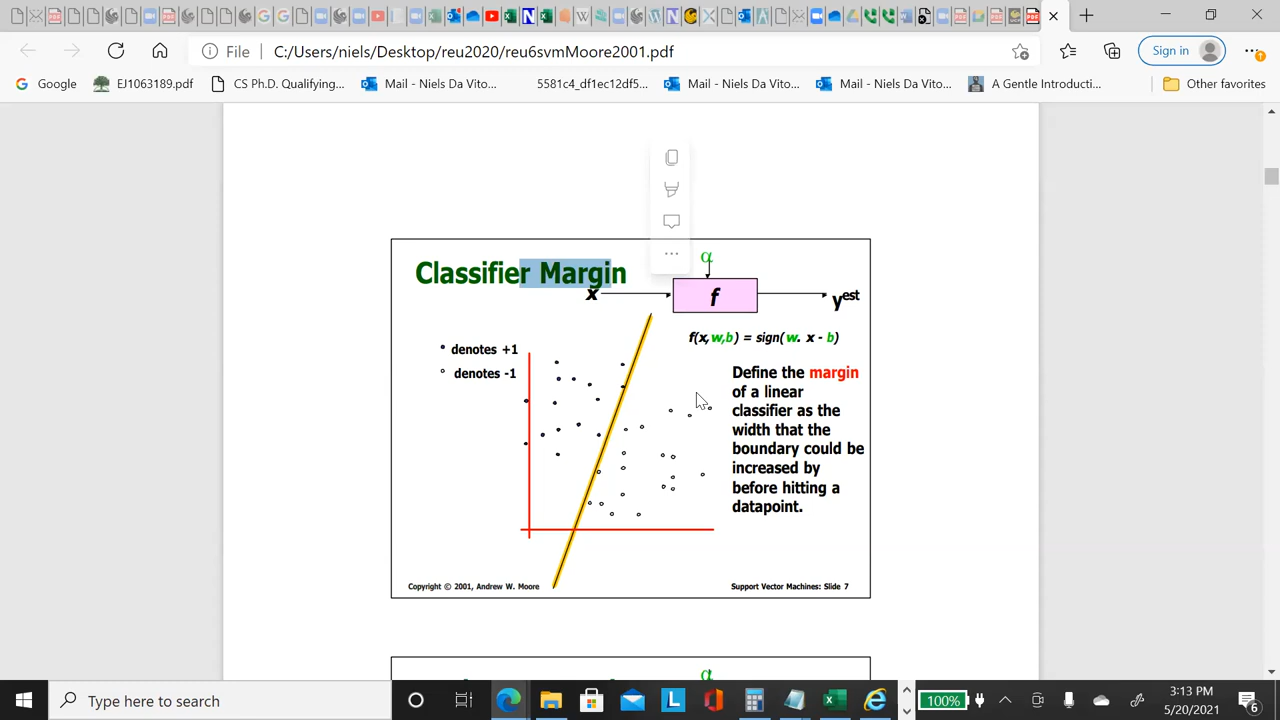 File
C:/Users/niels/Desktop/reu2020/reu6svmMoore2001.pdf
Sign in
Google
EJ1063189.pdf
CS Ph.D. Qualifying...
Mail - Niels Da Vito...
5581c4_df1ec12df5...
Mail - Niels Da Vito...
Mail - Niels Da Vito...
A Gentle Introducti...
Other favorites
Classifier Margin
α
x
f
yest
f(x,w,b) = sign(w. x - b)
denotes +1
denotes -1
Define the margin
of a linear
classifier as the
width that the
boundary could be
increased by
before hitting a
datapoint.
Copyright © 2001, Andrew W. Moore
Support Vector Machines: Slide 7
α
Type here to search
100%
3:13 PM
5/20/2021
6